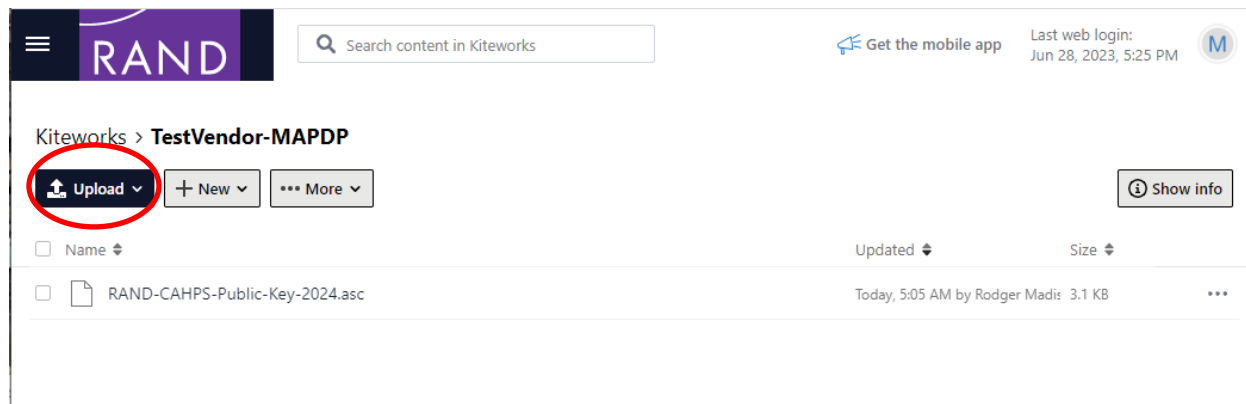 RAND
Search content in Kiteworks
Get the mobile app
Last web login:
Jun 28, 2023, 5:25 PM
M
Kiteworks > TestVendor-MAPDP
Upload
+ New
••• More
Show info
Name
Updated
Size
RAND-CAHPS-Public-Key-2024.asc
Today, 5:05 AM by Rodger Madis
3.1 KB
•••